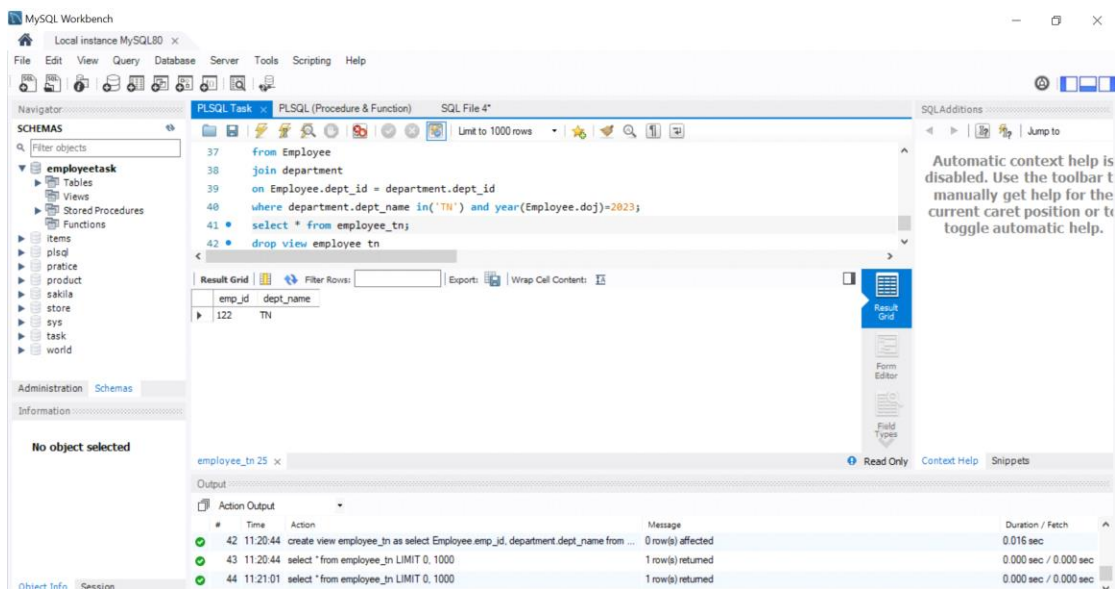 MySQL Workbench
Local instance MySQL80 ×
File Edit View Query Database Server Tools Scripting Help
Navigator
SCHEMAS
Filter objects
employeetask
Tables
Views
Stored Procedures
Functions
items
plsql
pratice
product
sakila
store
sys
task
world
Administration Schemas
Information
No object selected
Object Info Session
PLSQL Task × PLSQL (Procedure & Function) SQL File 4*
Limit to 1000 rows
37 from Employee
38 join department
39 on Employee.dept_id = department.dept_id
40 where department.dept_name in('TN') and year(Employee.doj)=2023;
41 select * from employee_tn;
42 drop view employee tn
Result Grid Filter Rows: Export: Wrap Cell Content:
emp_id dept_name
122 TN
Result Grid
Form Editor
Field Types
employee_tn 25 × Read Only
SQLAdditions
Jump to
Automatic context help is
disabled. Use the toolbar t
manually get help for the
current caret position or to
toggle automatic help.
Context Help Snippets
Output
Action Output
# Time Action Message Duration / Fetch
42 11:20:44 create view employee_tn as select Employee.emp_id, department.dept_name from ... 0 row(s) affected 0.016 sec
43 11:20:44 select * from employee_tn LIMIT 0, 1000 1 row(s) returned 0.000 sec / 0.000 sec
44 11:21:01 select * from employee_tn LIMIT 0, 1000 1 row(s) returned 0.000 sec / 0.000 sec